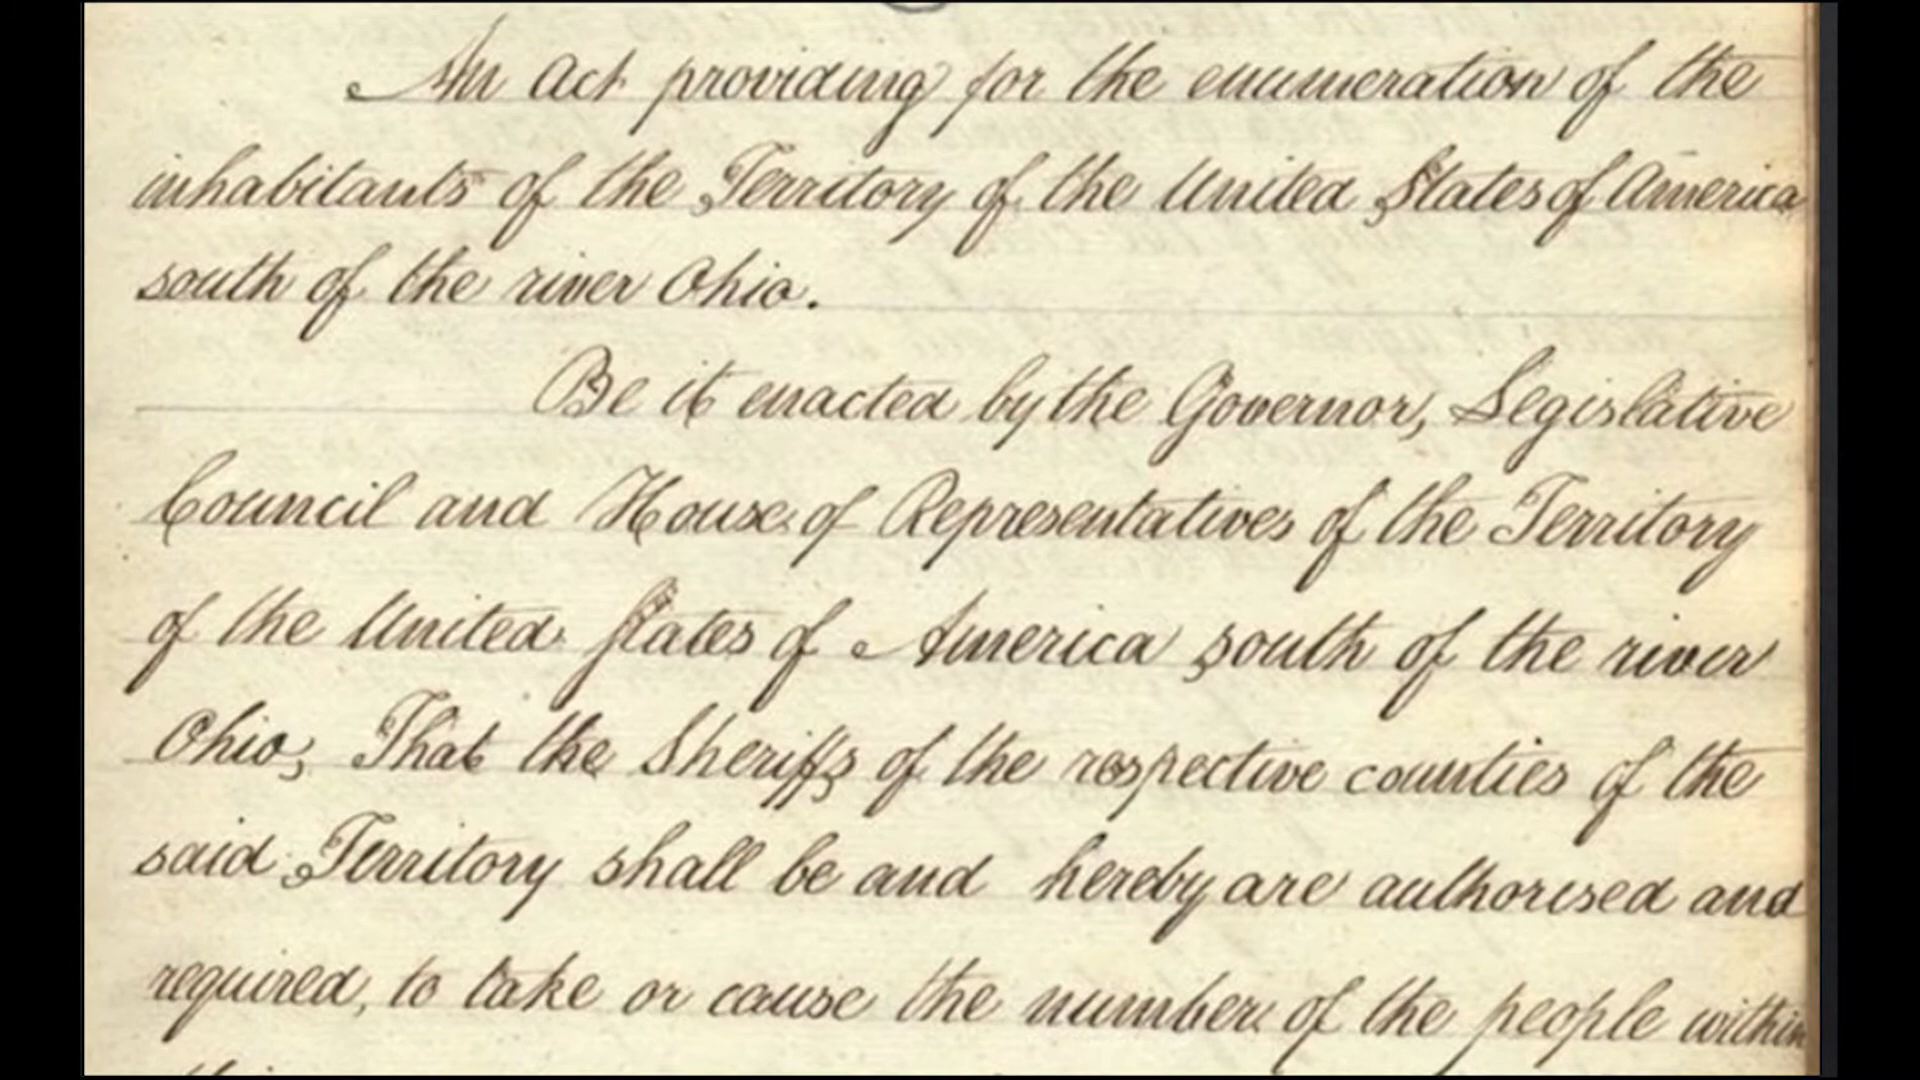 An Act providing for the enumeration of the
inhabitants of the Territory of the United States of America
south of the river Ohio.
Be it enacted by the Governor, Legislative
Council and House of Representatives of the Territory
of the United States of America south of the river
Ohio, That the Sheriffs of the respective counties of the
said Territory shall be and hereby are authorised and
required, to take or cause the number of the people within